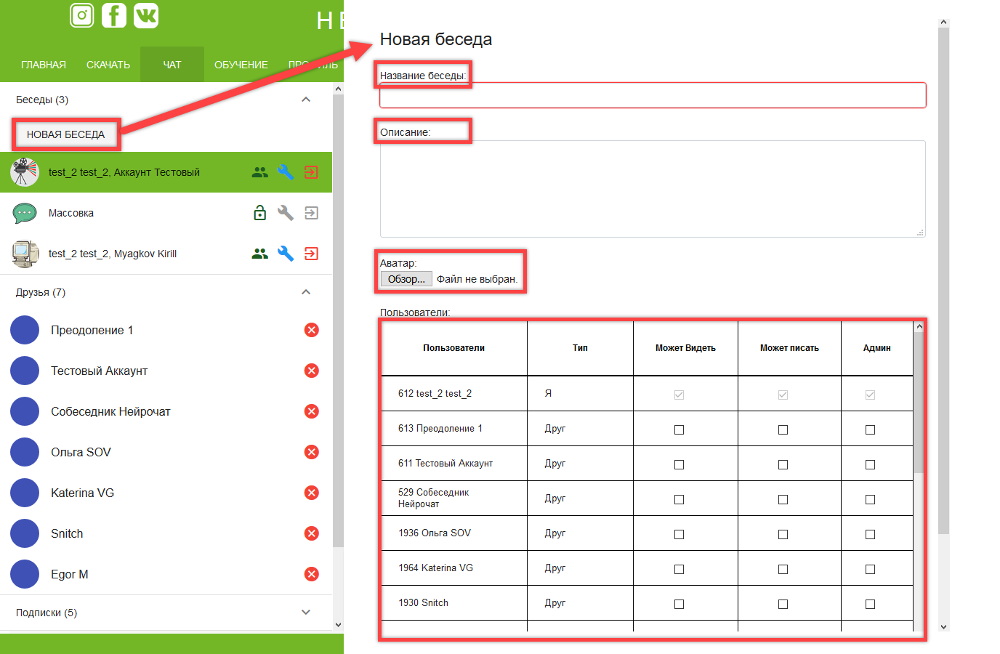 НЕ
ГЛАВНАЯ СКАЧАТЬ ЧАТ ОБУЧЕНИЕ
Беседы (3)
НОВАЯ БЕСЕДА
test_2 test_2, Аккаунт Тестовый
Массовка
test_2 test_2, Myagkov Kirill
Друзья (7)
Преодоление 1
Тестовый Аккаунт
Собеседник Нейрочат
Ольга SOV
Katerina VG
Snitch
Egor M
Подписки (5)
Новая беседа
Название беседы:
Описание:
Аватар:
Обзор... Файл не выбран.
Пользователи:
Пользователи Тип Может Видеть Может писать Админ
612 test_2 test_2 Я
613 Преодоление 1 Друг
611 Тестовый Аккаунт Друг
529 Собеседник
Нейрочат Друг
1936 Ольга SOV Друг
1964 Katerina VG Друг
1930 Snitch Друг